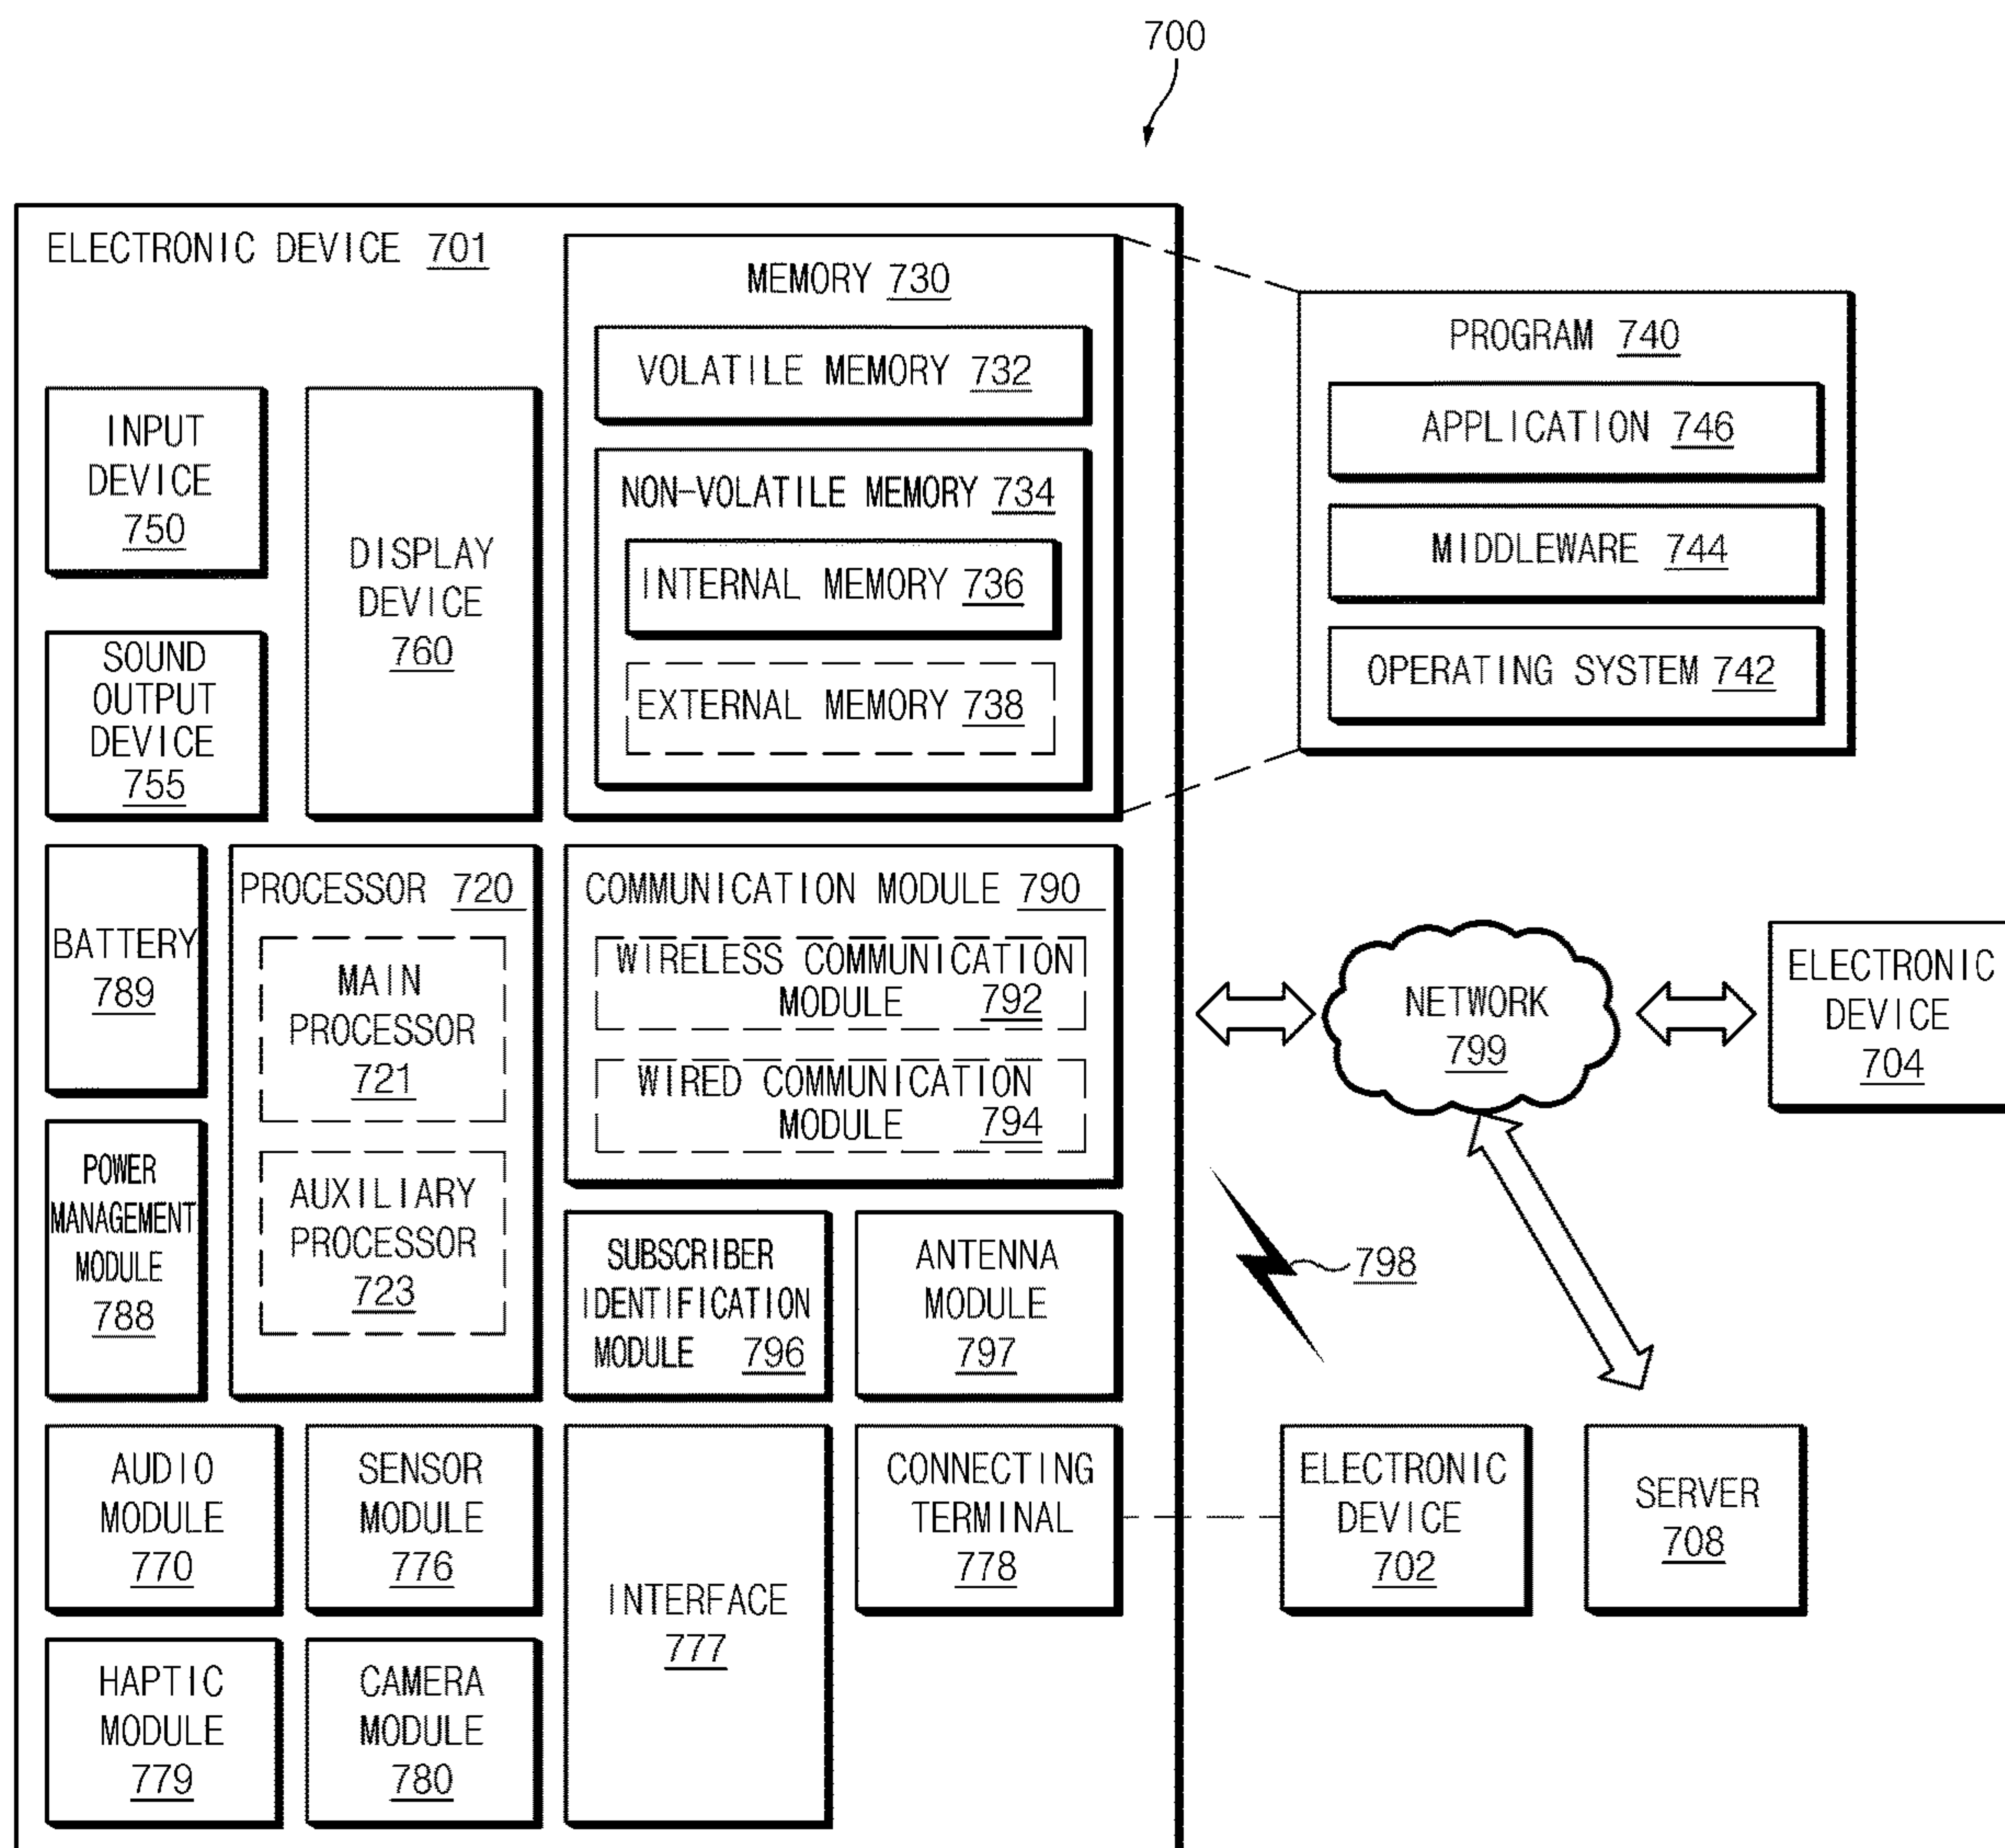 700
ELECTRONIC DEVICE 701
MEMORY 730
VOLATILE MEMORY 732
NON-VOLATILE MEMORY 734
INTERNAL MEMORY 736
EXTERNAL MEMORY 738
PROGRAM 740
APPLICATION 746
MIDDLEWARE 744
OPERATING SYSTEM 742
INPUT
DEVICE
750
SOUND
OUTPUT
DEVICE
755
DISPLAY
DEVICE
760
BATTERY
789
POWER
MANAGEMENT
MODULE
788
PROCESSOR 720
MAIN
PROCESSOR
721
AUXILIARY
PROCESSOR
723
COMMUNICATION MODULE 790
WIRELESS COMMUNICATION
MODULE 792
WIRED COMMUNICATION
MODULE 794
SUBSCRIBER
IDENTIFICATION
MODULE 796
ANTENNA
MODULE
797
NETWORK
799
ELECTRONIC
DEVICE
704
798
AUDIO
MODULE
770
SENSOR
MODULE
776
INTERFACE
777
CONNECTING
TERMINAL
778
ELECTRONIC
DEVICE
702
SERVER
708
HAPTIC
MODULE
779
CAMERA
MODULE
780